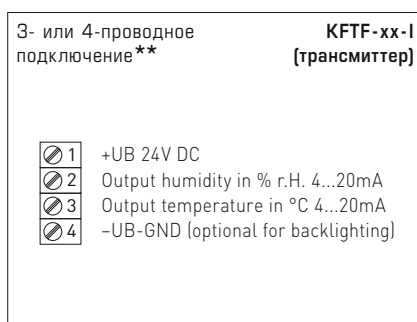 3- или 4-проводное KFTF-xx-I
подключение** (трансмиттер)
1 +UB 24V DC
2 Output humidity in % r.H. 4...20mA
3 Output temperature in °C 4...20mA
4 –UB-GND (optional for backlighting)